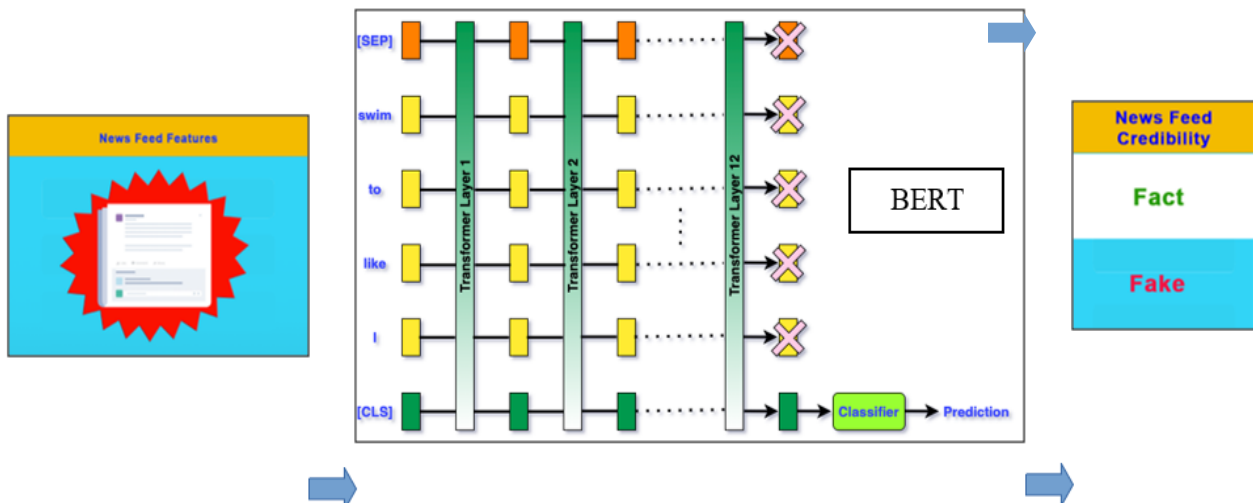 News Feed Features
[SEP]
swim
to
like
I
[CLS]
Transformer Layer 1
Transformer Layer 2
Transformer Layer 12
BERT
Classifier
Prediction
News Feed
Credibility
Fact
Fake